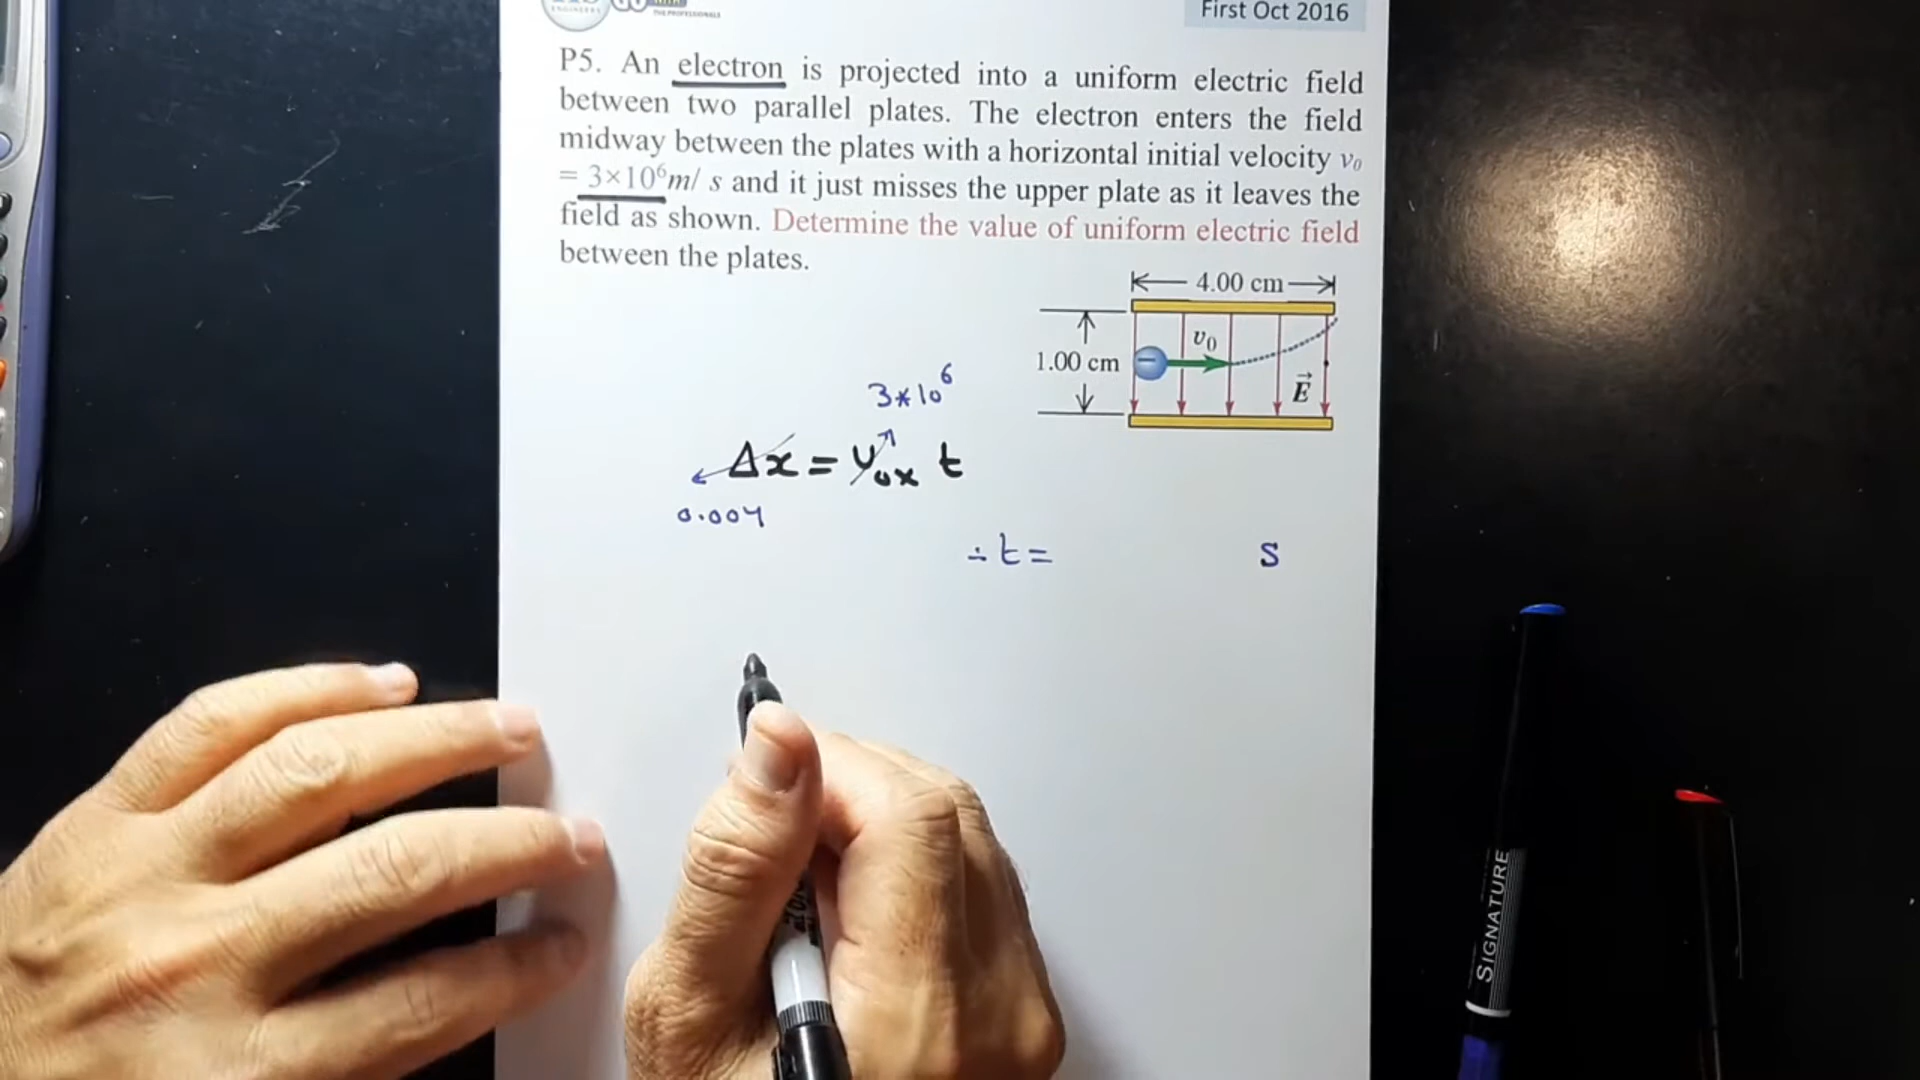 First Oct 2016
ENGINEERS
THE PROFESSIONALS
P5. An electron is projected into a uniform electric field
between two parallel plates. The electron enters the field
midway between the plates with a horizontal initial velocity v₀
= 3×10⁶m/ s and it just misses the upper plate as it leaves the
field as shown. Determine the value of uniform electric field
between the plates.
4.00 cm
v₀
1.00 cm
−
E⃗
3*10⁶
Δx = V₀ₓ t
0.004
∴ t = S
SIGNATURE